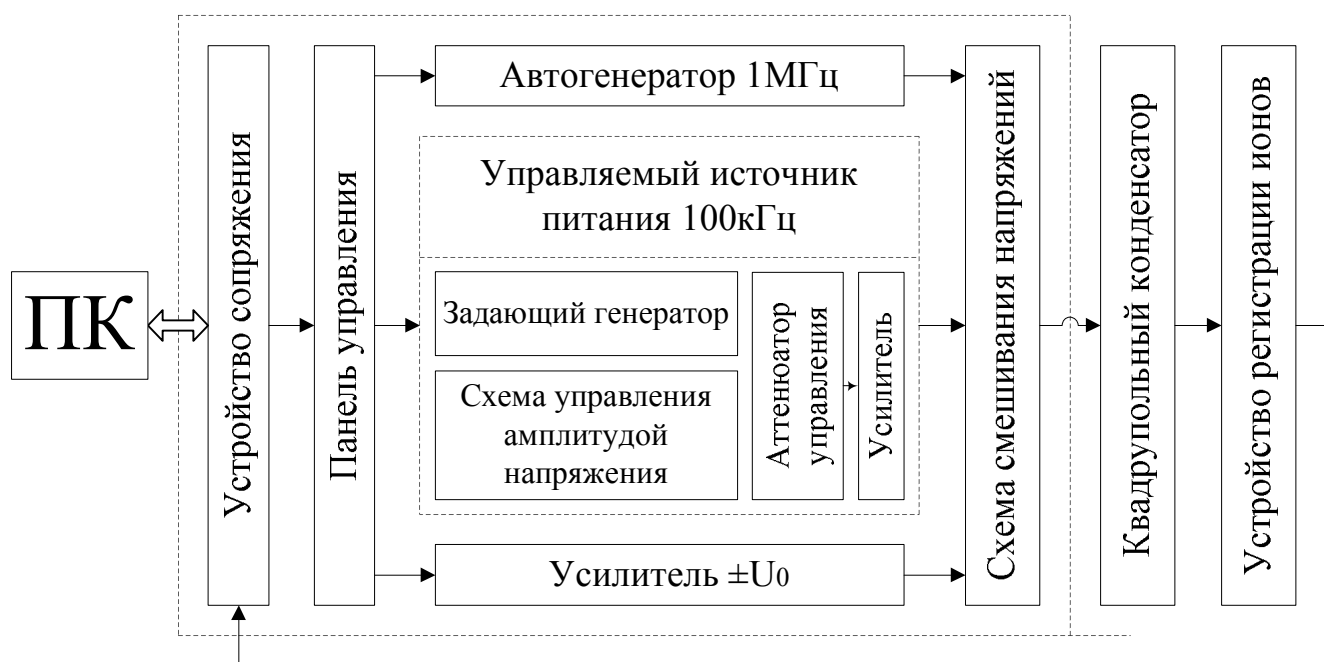 ПК
Устройство сопряжения
Панель управления
Автогенератор 1МГц
Управляемый источник
питания 100кГц
Задающий генератор
Схема управления
амплитудой
напряжения
Аттенюатор
управления
Усилитель
Усилитель ±U0
Схема смешивания напряжений
Квадрупольный конденсатор
Устройство регистрации ионов